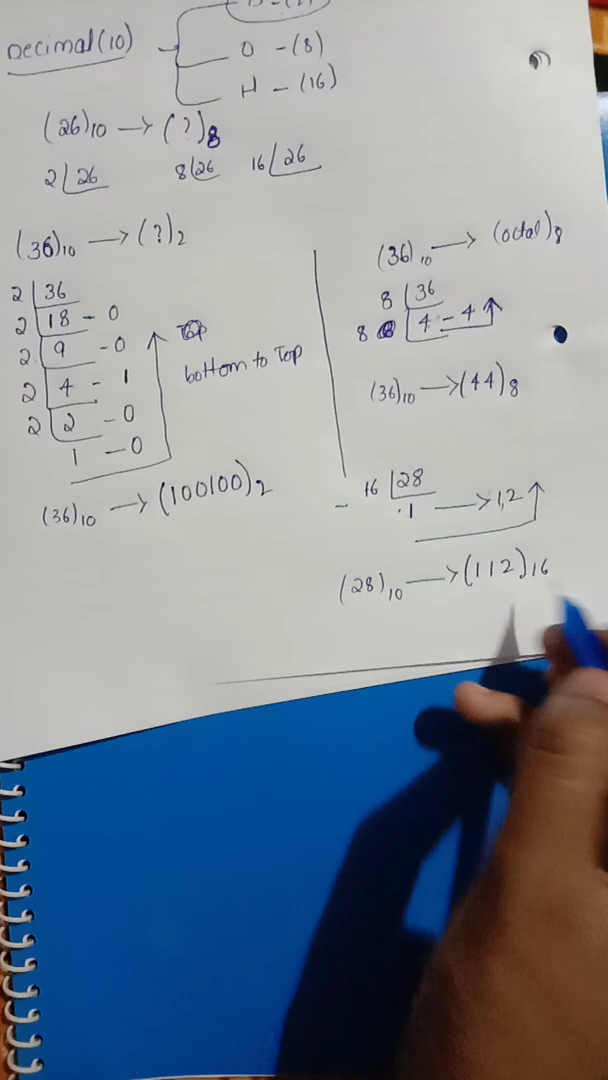 Decimal(10)
O - (8)
H - (16)
(26)10 → (?)8
2 26
8 26
16 26
(36)10 → (?)2
2 36
2 18 - 0
2 9 - 0
2 4 - 1
2 2 - 0
1 - 0
bottom to Top
(36)10 → (100100)2
(36)10 → (octal)8
8 36
8 4 - 4
(36)10 → (44)8
16 28
1 → 1,2
(28)10 → (112)16